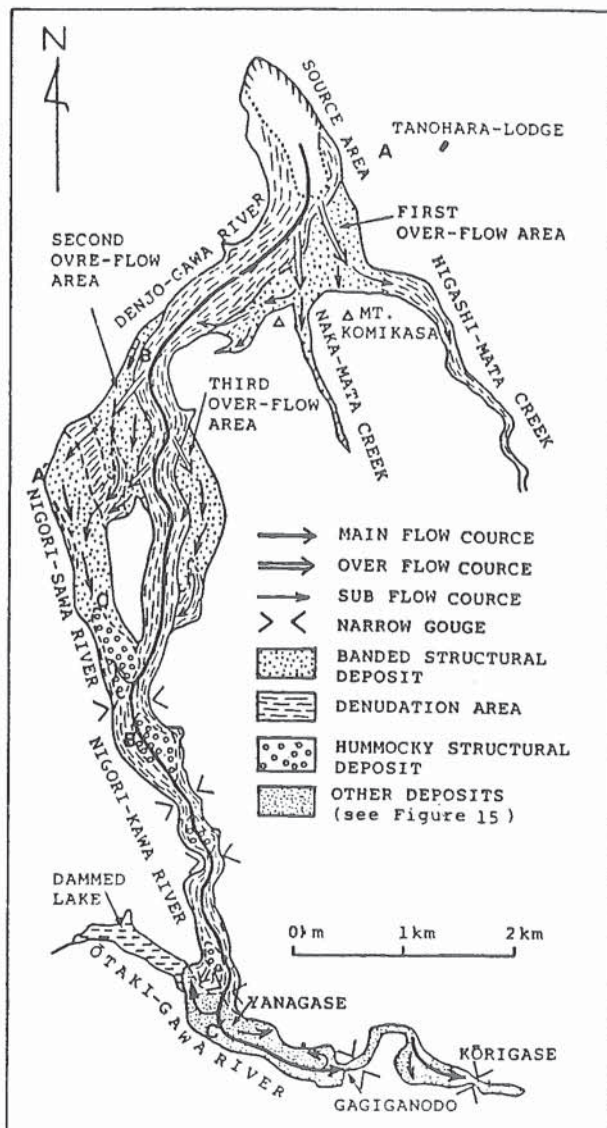 N
SOURCE AREA
A
TANOHARA-LODGE
FIRST
OVER-FLOW AREA
SECOND
OVRE-FLOW
AREA
DENJO-GAWA RIVER
HIGASHI-MATA CREEK
MT.
KOMIKASA
NAKA-MATA CREEK
B
THIRD
OVER-FLOW
AREA
A'
NIGORI-SAWA RIVER
C
MAIN FLOW COURCE
OVER FLOW COURCE
SUB FLOW COURCE
NARROW GOUGE
BANDED STRUCTURAL
DEPOSIT
DENUDATION AREA
HUMMOCKY STRUCTURAL
DEPOSIT
OTHER DEPOSITS
(see Figure 15)
B
NIGORI-KAWA RIVER
DAMMED
LAKE
0 km 1 km 2 km
ŌTAKI-GAWA RIVER
YANAGASE
C
KŌRIGASE
GAGIGANODO